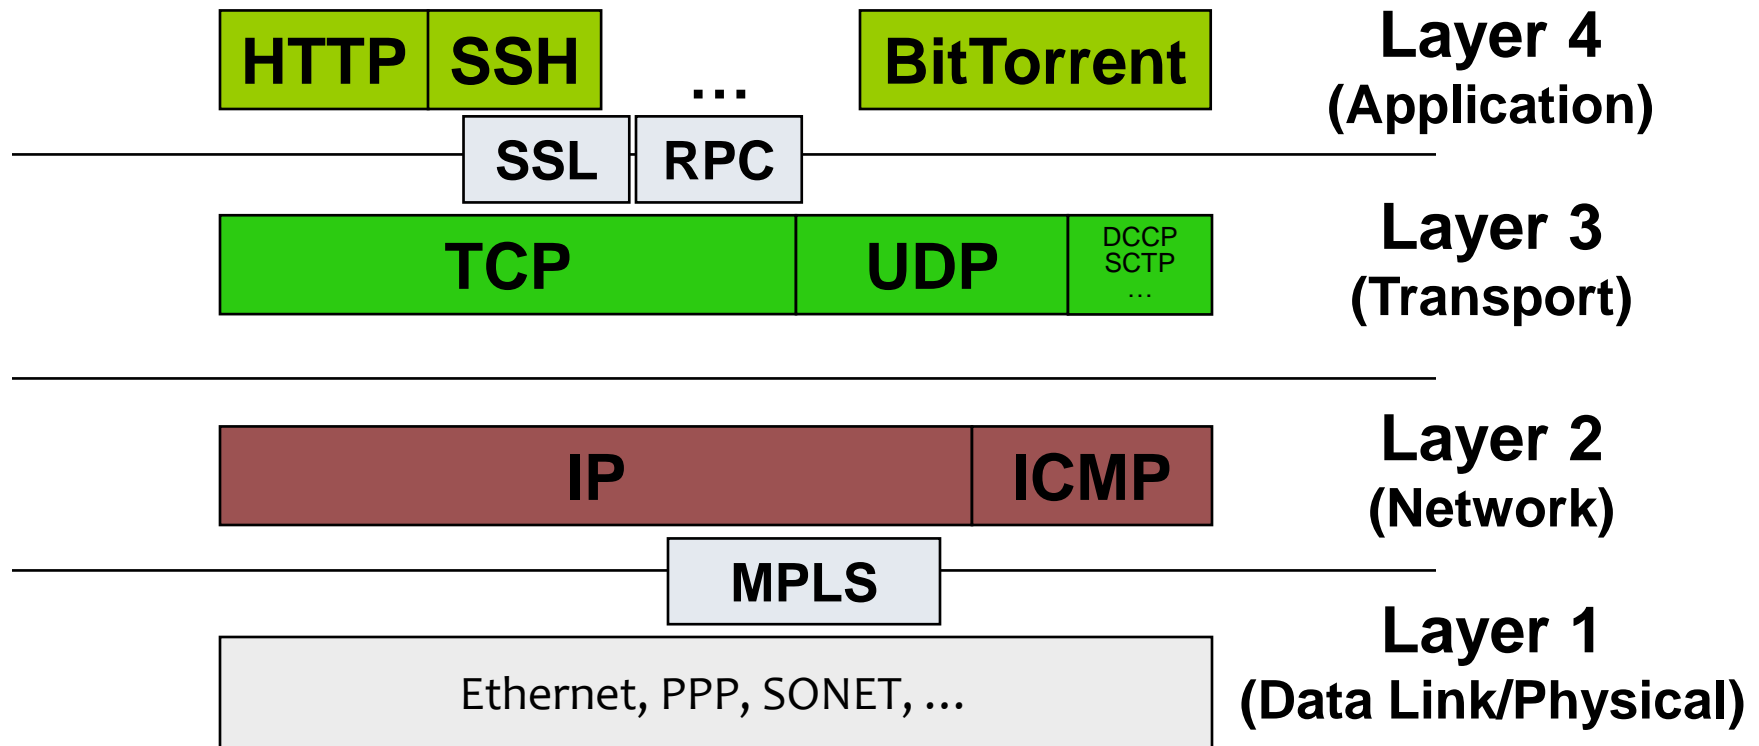 HTTP SSH ... BitTorrent
Layer 4
(Application)
SSL RPC
TCP UDP
DCCP
SCTP
...
Layer 3
(Transport)
IP ICMP
Layer 2
(Network)
MPLS
Ethernet, PPP, SONET, ...
Layer 1
(Data Link/Physical)